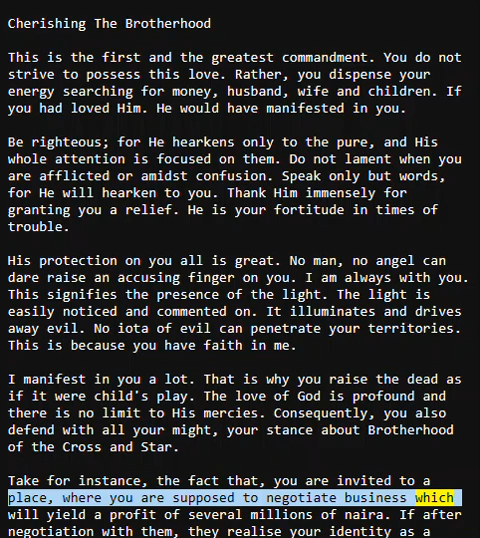 Cherishing The Brotherhood
This is the first and the greatest commandment. You do not
strive to possess this love. Rather, you dispense your
energy searching for money, husband, wife and children. If
you had loved Him. He would have manifested in you.
Be righteous; for He hearkens only to the pure, and His
whole attention is focused on them. Do not lament when you
are afflicted or amidst confusion. Speak only but words,
for He will hearken to you. Thank Him immensely for
granting you a relief. He is your fortitude in times of
trouble.
His protection on you all is great. No man, no angel can
dare raise an accusing finger on you. I am always with you.
This signifies the presence of the light. The light is
easily noticed and commented on. It illuminates and drives
away evil. No iota of evil can penetrate your territories.
This is because you have faith in me.
I manifest in you a lot. That is why you raise the dead as
if it were child's play. The love of God is profound and
there is no limit to His mercies. Consequently, you also
defend with all your might, your stance about Brotherhood
of the Cross and Star.
Take for instance, the fact that, you are invited to a
place, where you are supposed to negotiate business which
will yield a profit of several millions of naira. If after
negotiation with them, they realise your identity as a